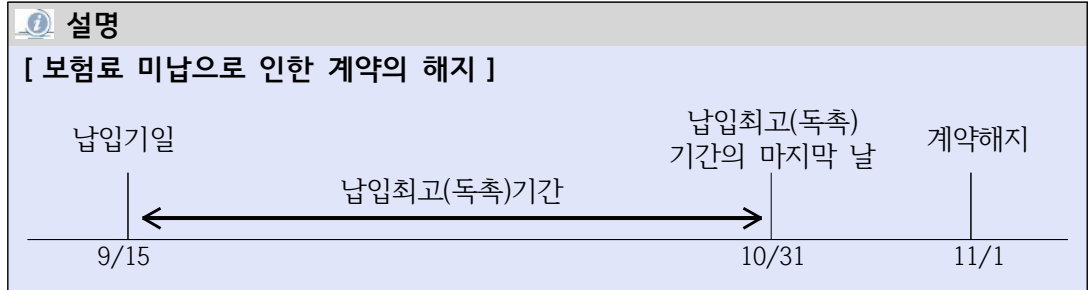 설명
[ 보험료 미납으로 인한 계약의 해지 ]
납입기일
납입최고(독촉)
기간의 마지막 날
계약해지
납입최고(독촉)기간
9/15
10/31
11/1